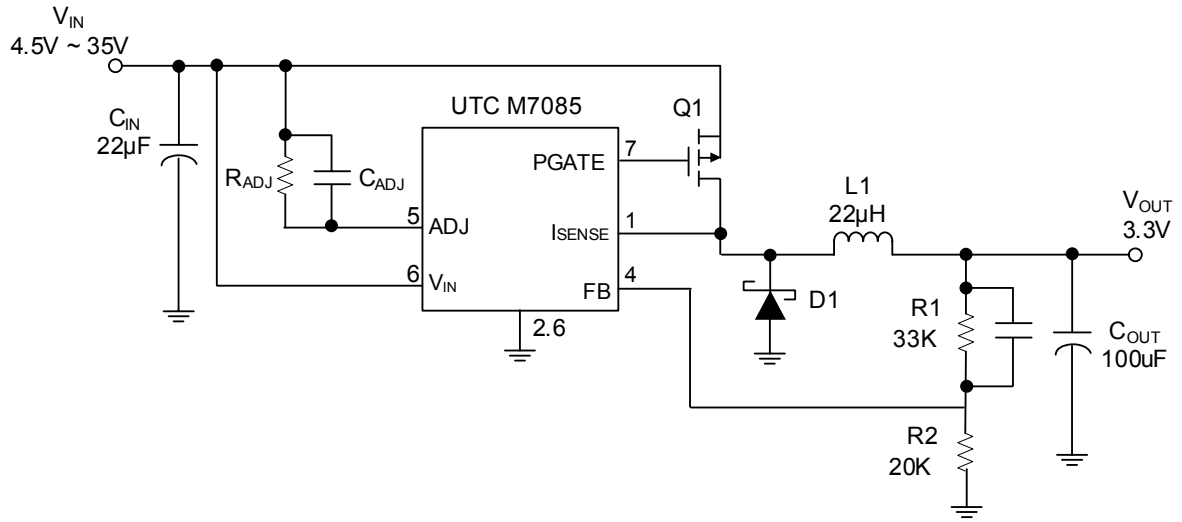 VIN
4.5V ~ 35V
CIN
22µF
RADJ
CADJ
UTC M7085
PGATE
7
Q1
5
ADJ
ISENSE
1
6
VIN
FB
4
2.6
L1
22µH
VOUT
3.3V
D1
R1
33K
COUT
100uF
R2
20K